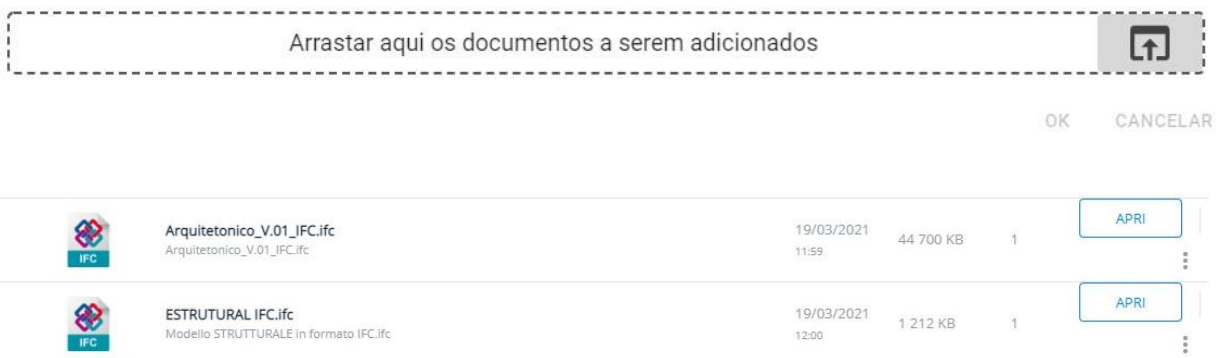 Arrastar aqui os documentos a serem adicionados
OK CANCELAR
Arquitetonico_V.01_IFC.ifc 19/03/2021 44 700 KB 1 APRI
Arquitetonico_V.01_IFC.ifc 11:59
IFC
ESTRUTURAL IFC.ifc 19/03/2021 1 212 KB 1 APRI
Modello STRUTTURALE in formato IFC.ifc 12:00
IFC